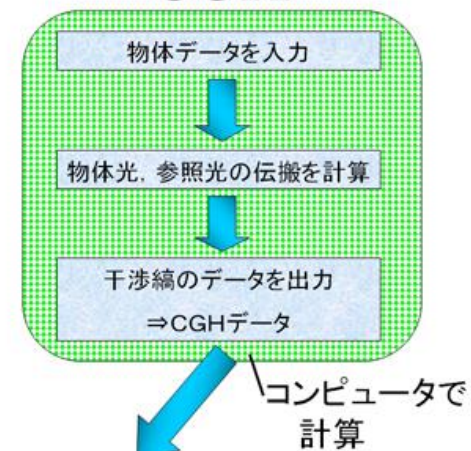 物体データを入力
物体光，参照光の伝搬を計算
干渉縞のデータを出力
⇒CGHデータ
コンピュータで
計算